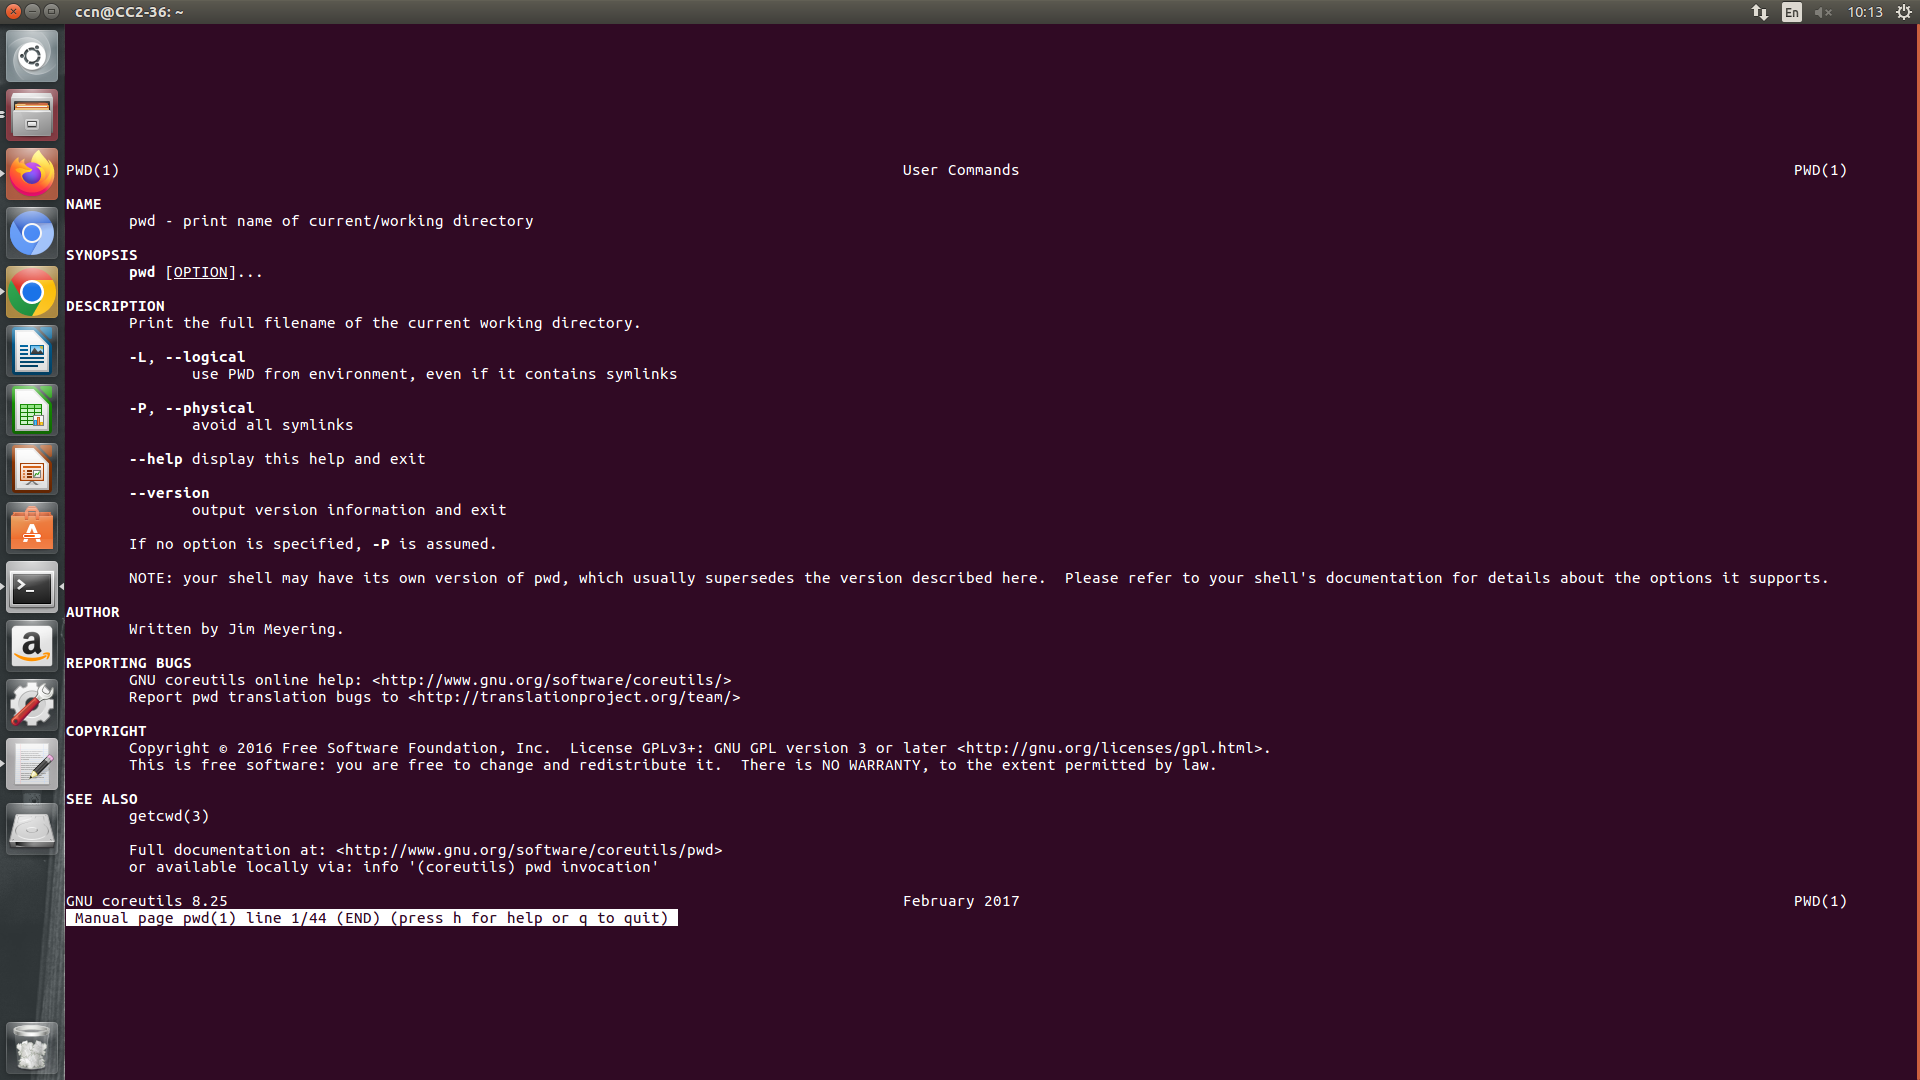 ccn@CC2-36: ~
En
10:13
PWD(1) User Commands PWD(1)
NAME
pwd - print name of current/working directory
SYNOPSIS
pwd [OPTION]...
DESCRIPTION
Print the full filename of the current working directory.
-L, --logical
use PWD from environment, even if it contains symlinks
-P, --physical
avoid all symlinks
--help display this help and exit
--version
output version information and exit
If no option is specified, -P is assumed.
NOTE: your shell may have its own version of pwd, which usually supersedes the version described here.  Please refer to your shell's documentation for details about the options it supports.
AUTHOR
Written by Jim Meyering.
REPORTING BUGS
GNU coreutils online help: <http://www.gnu.org/software/coreutils/>
Report pwd translation bugs to <http://translationproject.org/team/>
COPYRIGHT
Copyright © 2016 Free Software Foundation, Inc.  License GPLv3+: GNU GPL version 3 or later <http://gnu.org/licenses/gpl.html>.
This is free software: you are free to change and redistribute it.  There is NO WARRANTY, to the extent permitted by law.
SEE ALSO
getcwd(3)
Full documentation at: <http://www.gnu.org/software/coreutils/pwd>
or available locally via: info '(coreutils) pwd invocation'
GNU coreutils 8.25 February 2017 PWD(1)
Manual page pwd(1) line 1/44 (END) (press h for help or q to quit)